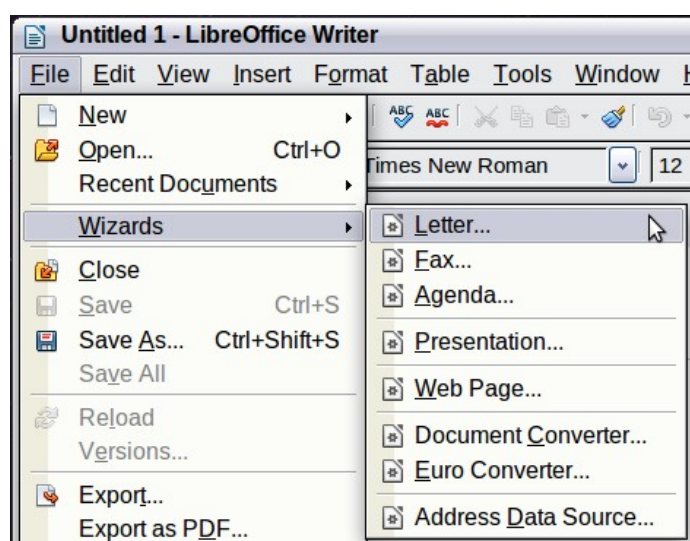 Untitled 1 - LibreOffice Writer
File Edit View Insert Format Table Tools Window H
New
Open... Ctrl+O
Recent Documents
Wizards
Close
Save Ctrl+S
Save As... Ctrl+Shift+S
Save All
Reload
Versions...
Export...
Export as PDF...
ABC ABC
Times New Roman 12
Letter...
Fax...
Agenda...
Presentation...
Web Page...
Document Converter...
Euro Converter...
Address Data Source...